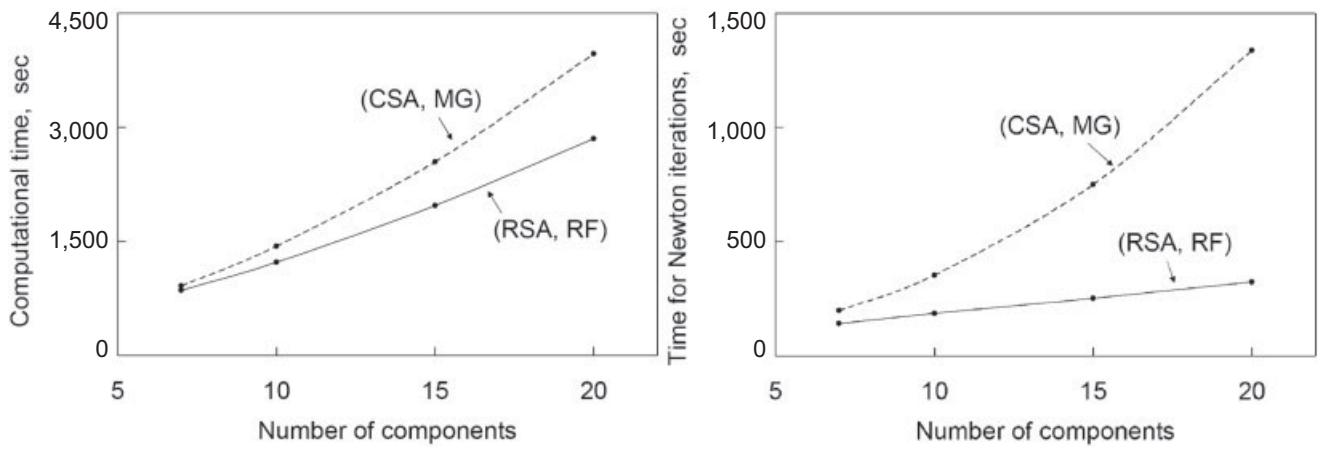 Computational time, sec
4,500
3,000
1,500
0
(CSA, MG)
(RSA, RF)
5 10 15 20
Number of components
Time for Newton iterations, sec
1,500
1,000
500
0
(CSA, MG)
(RSA, RF)
5 10 15 20
Number of components